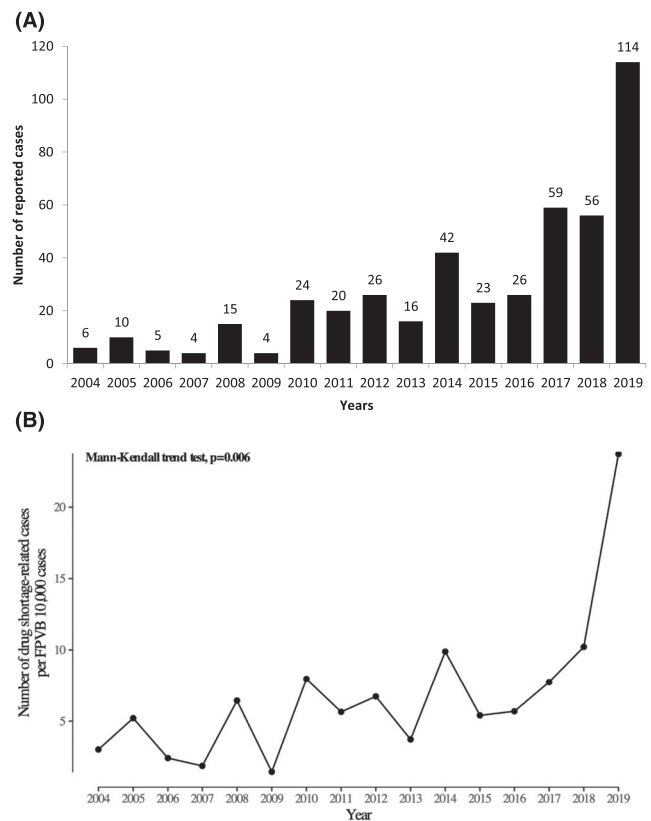 (A)
120
100
80
60
40
20
0
Number of reported cases
6 10 5 4 15 4 24 20 26 16 42 23 26 59 56 114
2004 2005 2006 2007 2008 2009 2010 2011 2012 2013 2014 2015 2016 2017 2018 2019
Years
(B)
Mann-Kendall trend test, p=0.006
Number of drug shortage-related cases
per FPVB 10,000 cases
20
15
10
5
2004 2005 2006 2007 2008 2009 2010 2011 2012 2013 2014 2015 2016 2017 2018 2019
Year